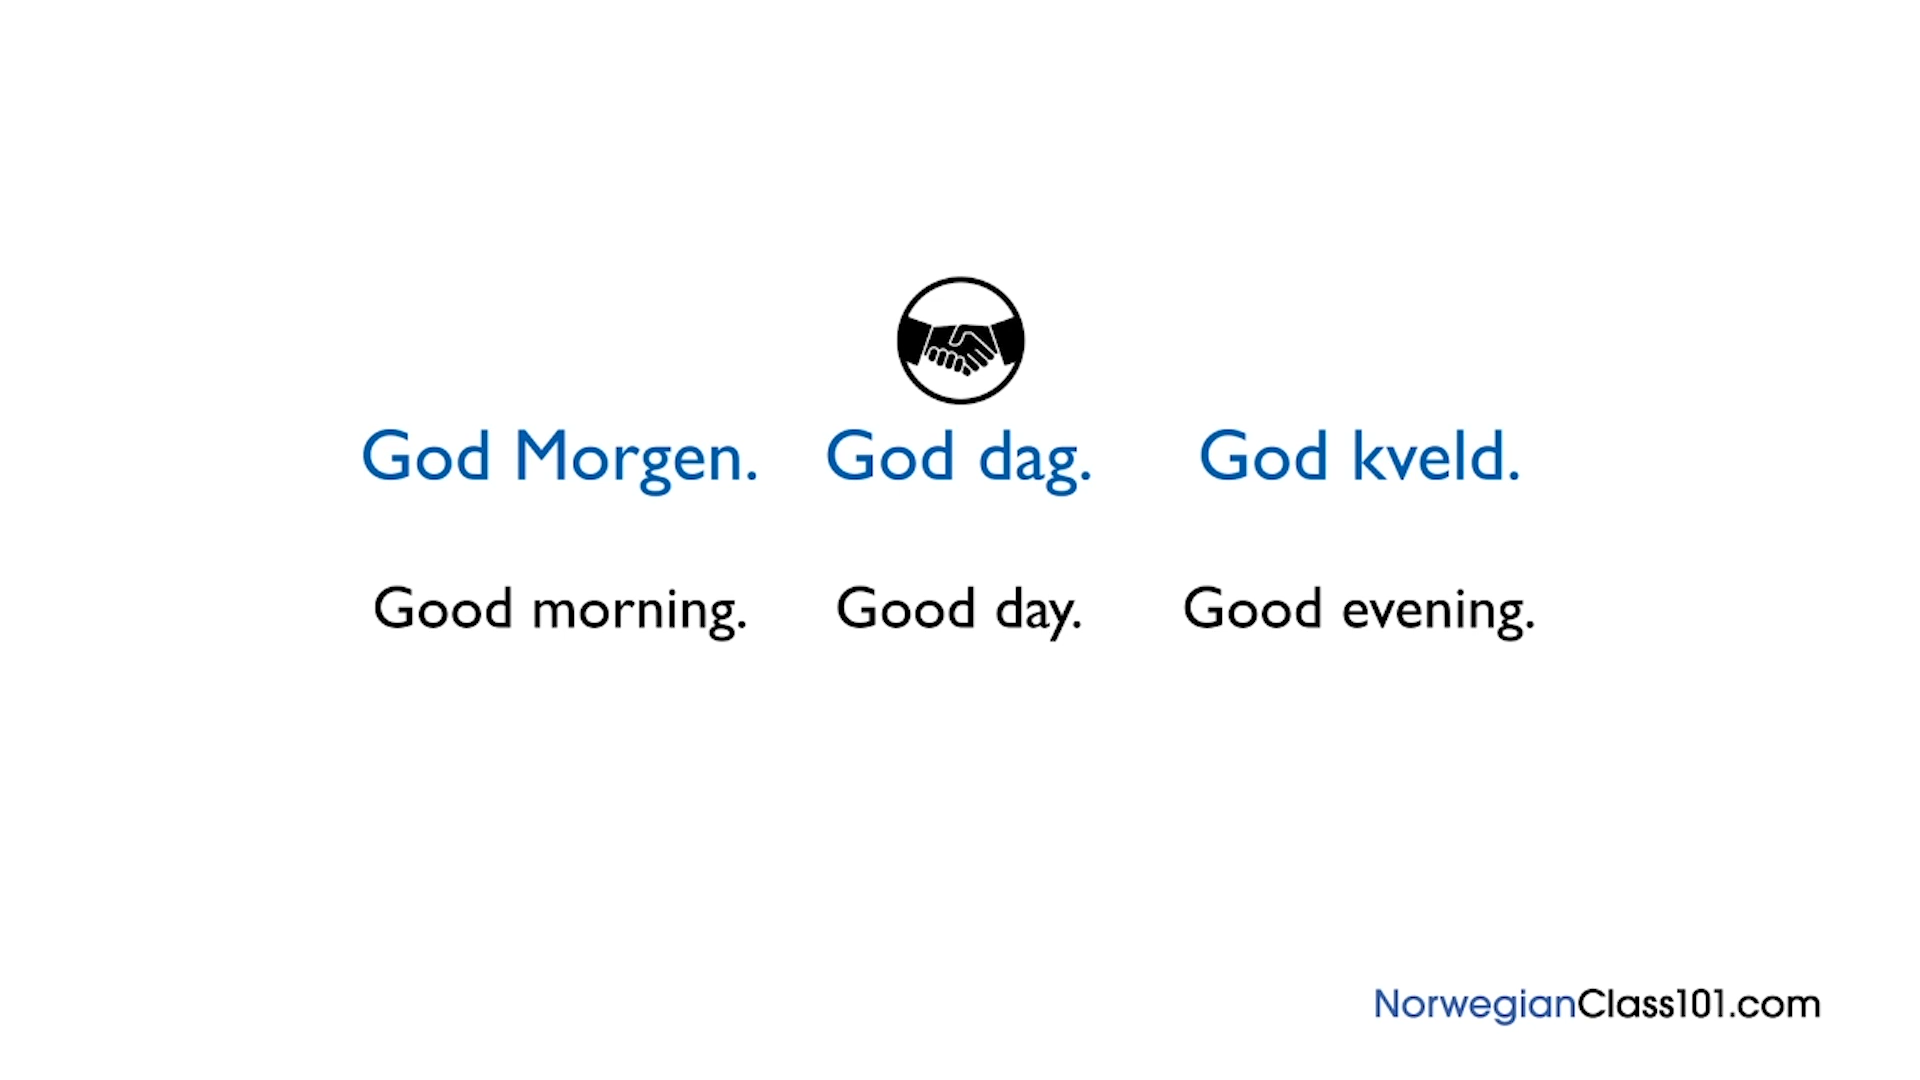 God Morgen. God dag. God kveld.
Good morning. Good day. Good evening.
NorwegianClass101.com